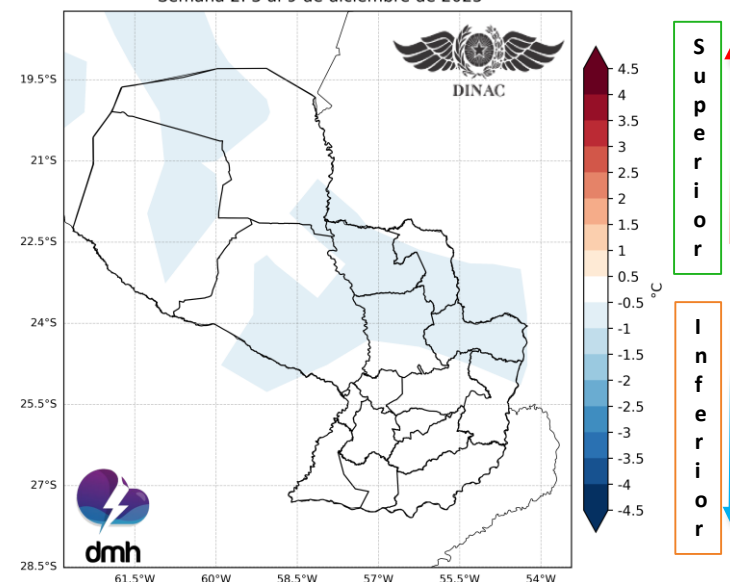 Semana 2: 3 al 9 de diciembre de 2025
DINAC
19.5°S
21°S
22.5°S
24°S
25.5°S
27°S
28.5°S
61.5°W
60°W
58.5°W
57°W
55.5°W
54°W
4.5
4
3.5
3
2.5
2
1.5
1
0.5
-0.5
-1
-1.5
-2
-2.5
-3
-3.5
-4
-4.5
°C
Superior
Inferior
dmh